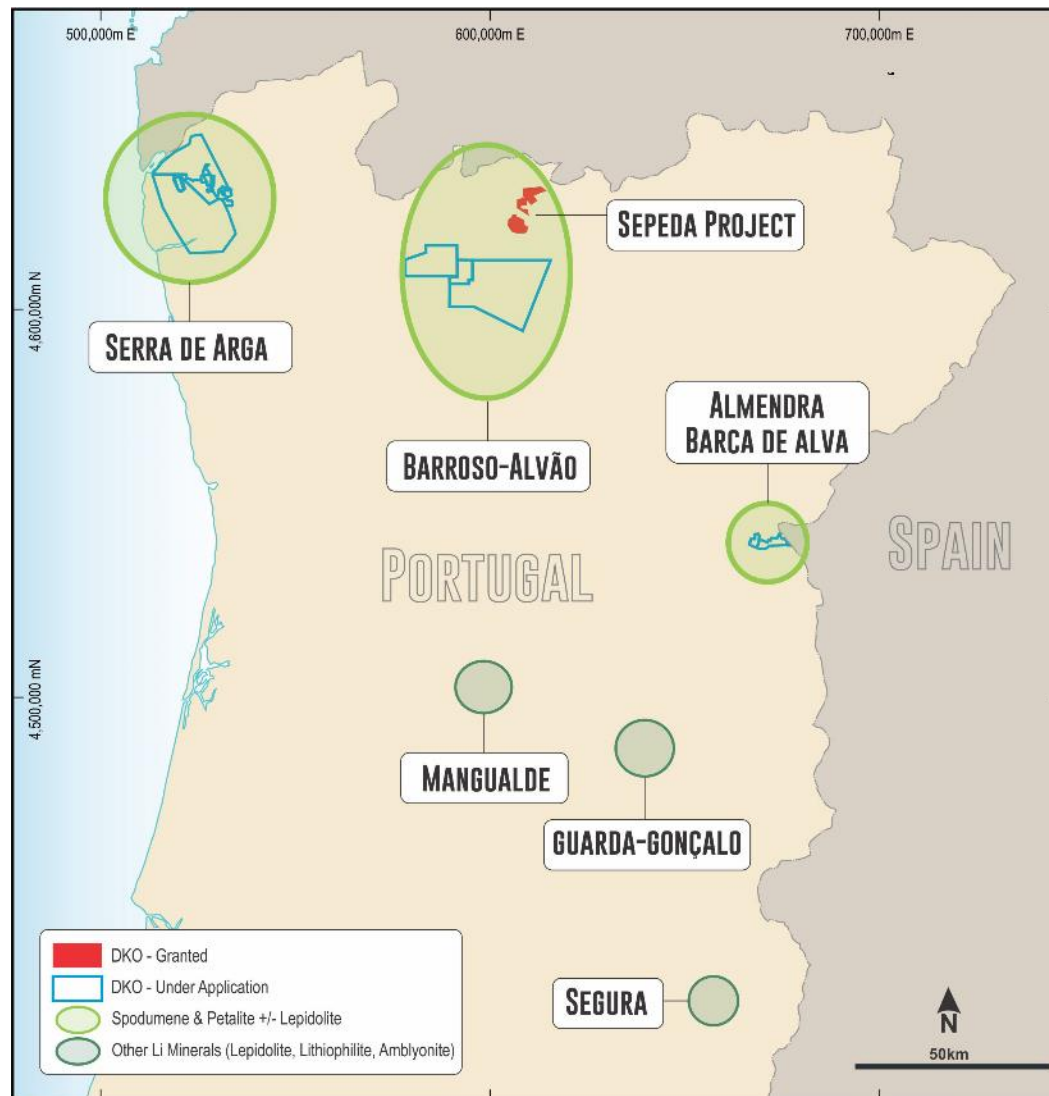 500,000m E
600,000m E
700,000m E
4,600,000m N
4,500,000 mN
SEPEDA PROJECT
SERRA DE ARGA
BARROSO-ALVÃO
ALMENDRA
BARCA DE ALVA
PORTUGAL
SPAIN
MANGUALDE
GUARDA-GONÇALO
SEGURA
DKO - Granted
DKO - Under Application
Spodumene & Petalite +/- Lepidolite
Other Li Minerals (Lepidolite, Lithiophilite, Amblyonite)
N
50km